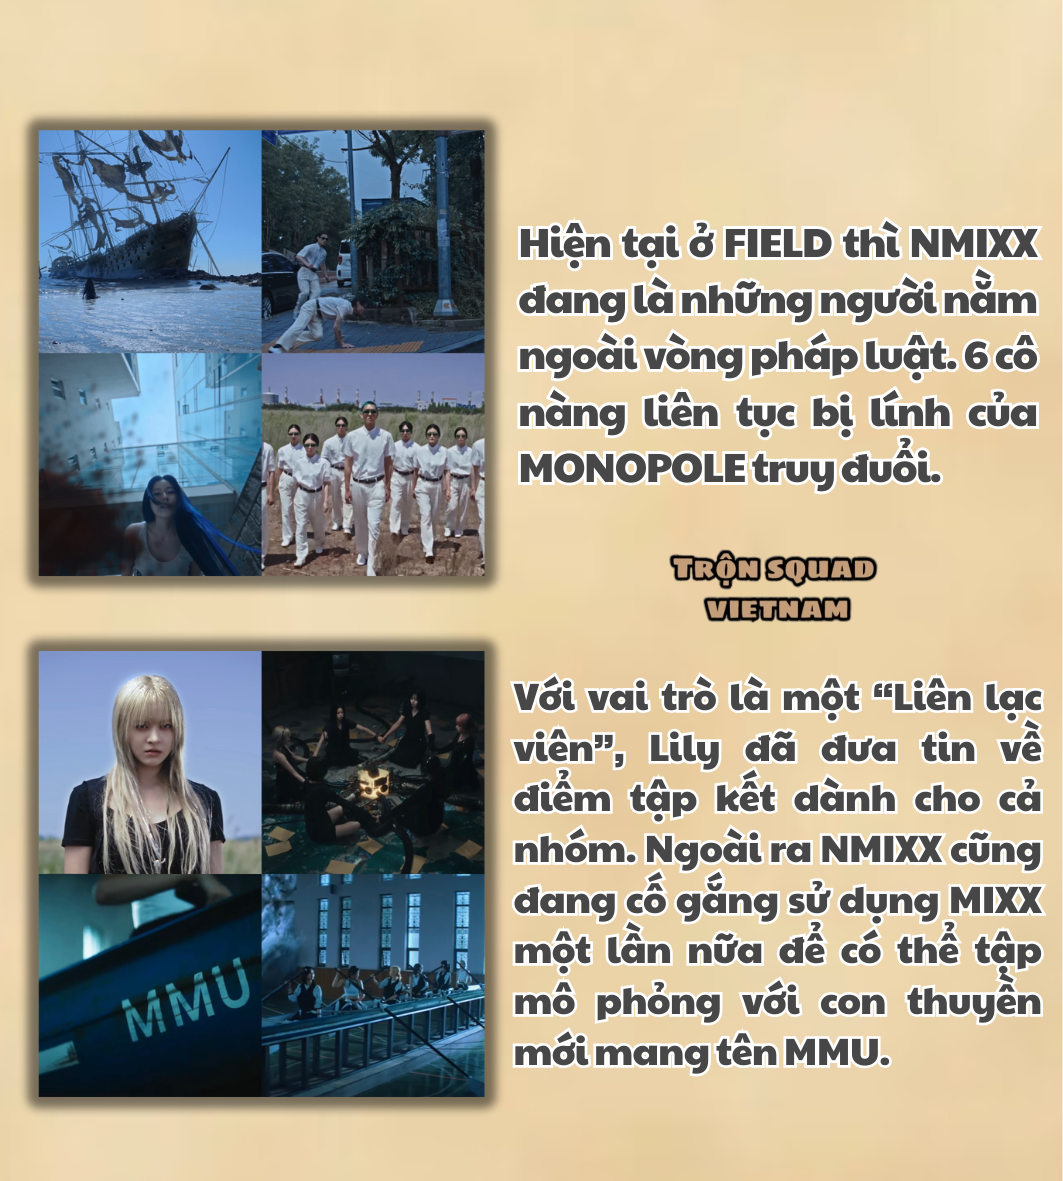 Hiện tại ở FIELD thì NMIXX
đang là những người nằm
ngoài vòng pháp luật. 6 cô
nàng liên tục bị lính của
MONOPOLE truy đuổi.
TRỘN SQUAD
VIETNAM
Với vai trò là một “Liên lạc
viên”, Lily đã đưa tin về
điểm tập kết dành cho cả
nhóm. Ngoài ra NMIXX cũng
đang cố gắng sử dụng MIXX
một lần nữa để có thể tập
mô phỏng với con thuyền
mới mang tên MMU.
MMU